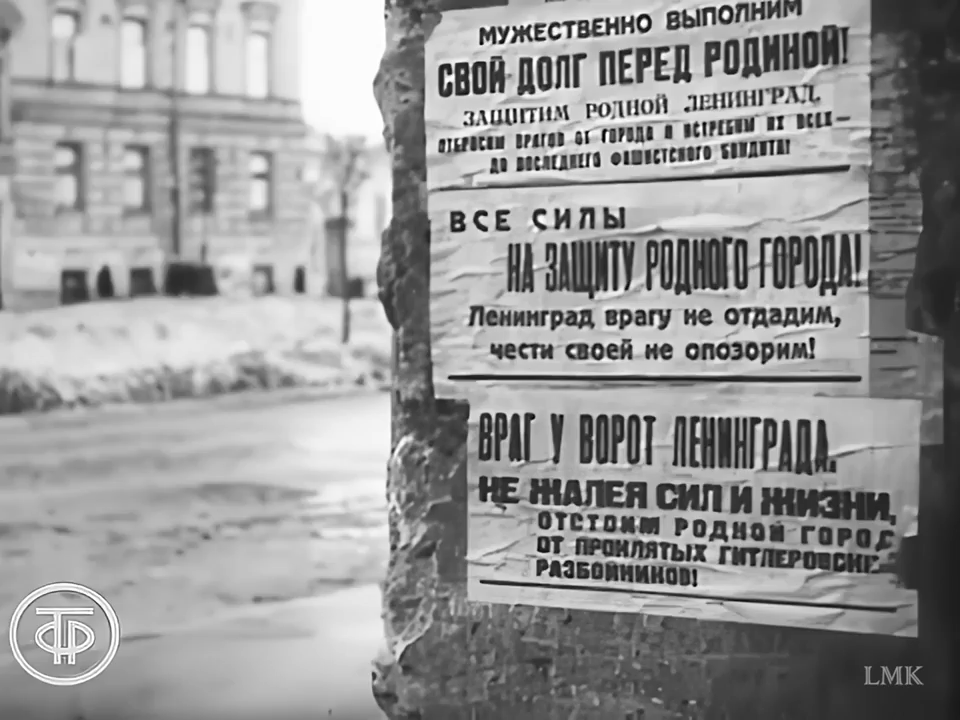 МУЖЕСТВЕННО ВЫПОЛНИМ
СВОЙ ДОЛГ ПЕРЕД РОДИНОЙ!
ЗАЩИТИМ РОДНОЙ ЛЕНИНГРАД,
ОТБРОСИМ ВРАГОВ ОТ ГОРОДА И ИСТРЕБИМ ИХ ВСЕХ—
ДО ПОСЛЕДНЕГО ФАШИСТСКОГО БАНДИТА!
ВСЕ СИЛЫ
НА ЗАЩИТУ РОДНОГО ГОРОДА!
Ленинград врагу не отдадим,
чести своей не опозорим!
ВРАГ У ВОРОТ ЛЕНИНГРАДА.
НЕ ЖАЛЕЯ СИЛ И ЖИЗНИ,
ОТСТОИМ РОДНОЙ ГОРОД
ОТ ПРОКЛЯТЫХ ГИТЛЕРОВСКИХ
РАЗБОЙНИКОВ!
LMK